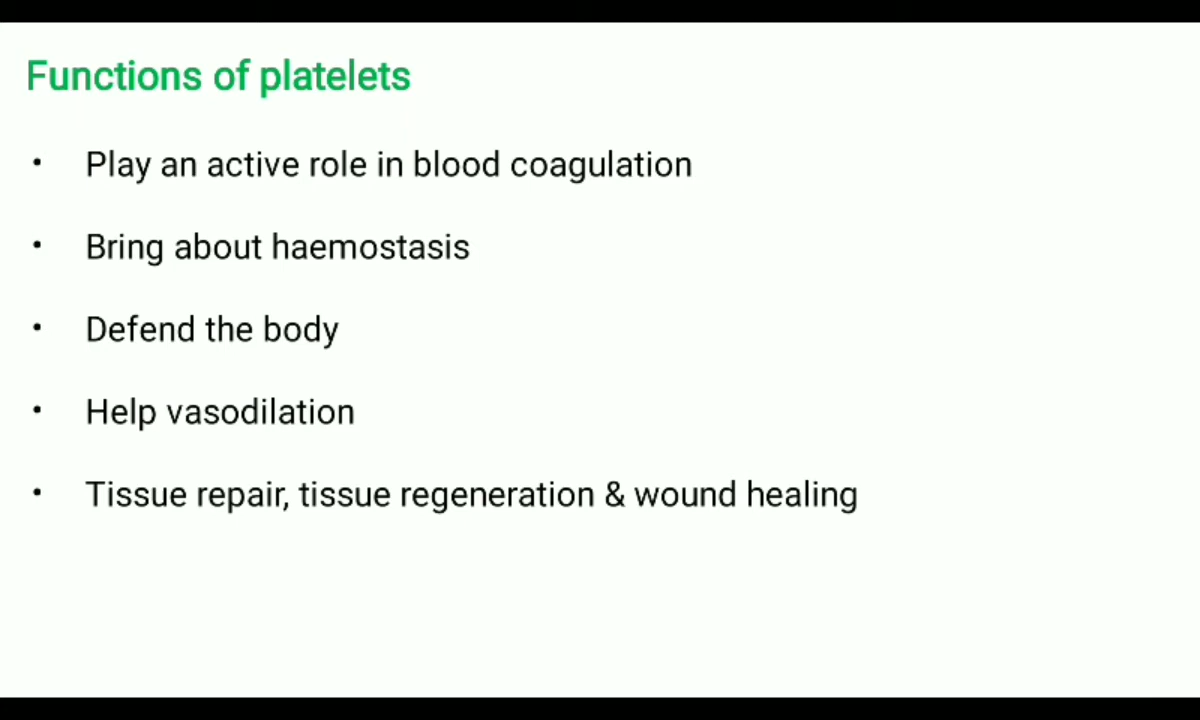 Functions of platelets
• Play an active role in blood coagulation
• Bring about haemostasis
• Defend the body
• Help vasodilation
• Tissue repair, tissue regeneration & wound healing